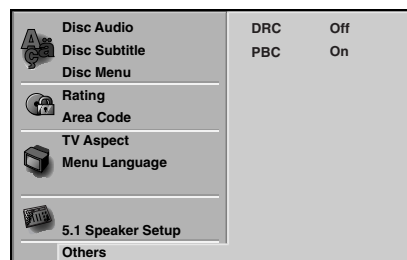 Disc Audio
Disc Subtitle
Disc Menu
Rating
Area Code
TV Aspect
Menu Language
5.1 Speaker Setup
Others
DRC Off
PBC On